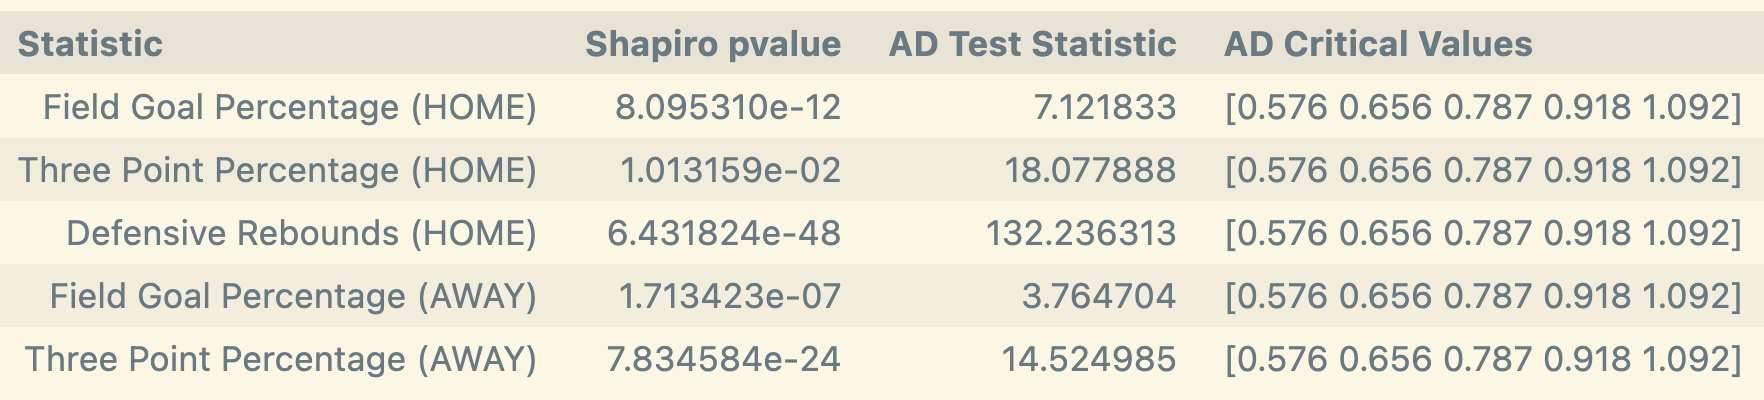 Statistic Shapiro pvalue AD Test Statistic AD Critical Values
Field Goal Percentage (HOME) 8.095310e-12 7.121833 [0.576 0.656 0.787 0.918 1.092]
Three Point Percentage (HOME) 1.013159e-02 18.077888 [0.576 0.656 0.787 0.918 1.092]
Defensive Rebounds (HOME) 6.431824e-48 132.236313 [0.576 0.656 0.787 0.918 1.092]
Field Goal Percentage (AWAY) 1.713423e-07 3.764704 [0.576 0.656 0.787 0.918 1.092]
Three Point Percentage (AWAY) 7.834584e-24 14.524985 [0.576 0.656 0.787 0.918 1.092]